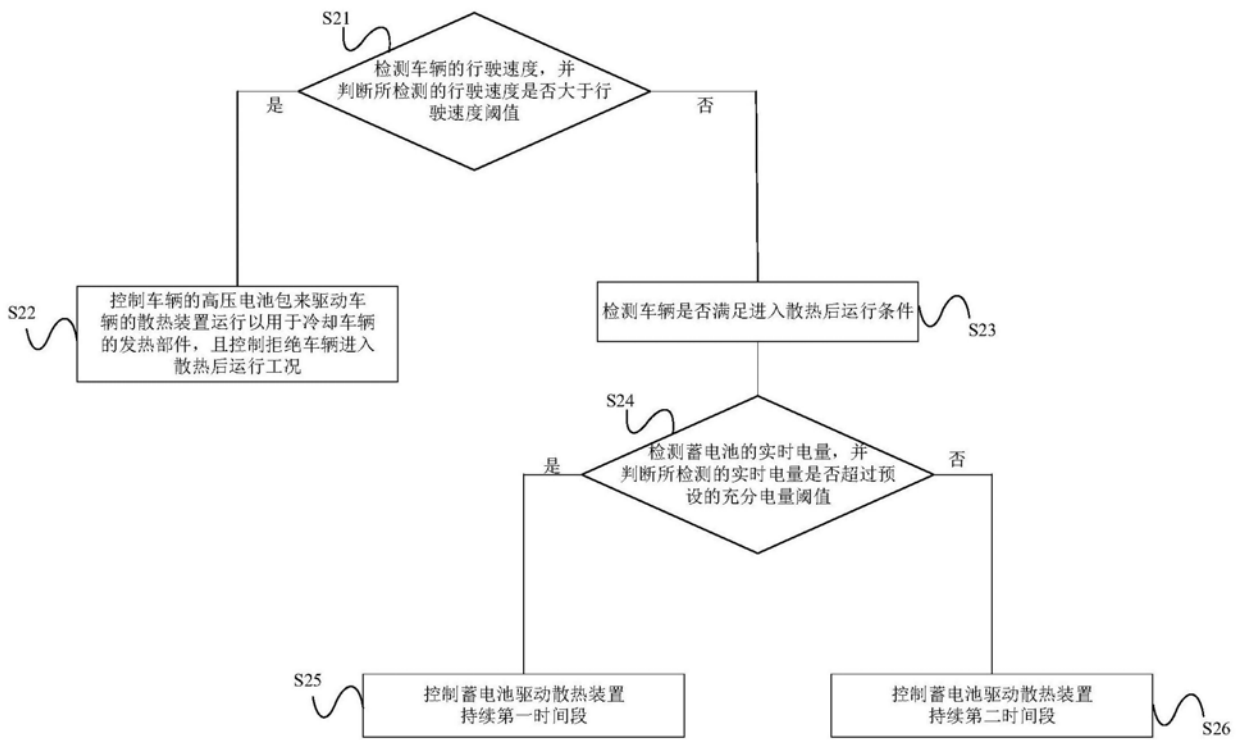 S21
检测车辆的行驶速度，并
判断所检测的行驶速度是否大于行
驶速度阈值
是
否
S22
控制车辆的高压电池包来驱动车
辆的散热装置运行以用于冷却车辆
的发热部件，且控制拒绝车辆进入
散热后运行工况
检测车辆是否满足进入散热后运行条件
S23
S24
检测蓄电池的实时电量，并
判断所检测的实时电量是否超过预
设的充分电量阈值
是
否
S25
控制蓄电池驱动散热装置
持续第一时间段
控制蓄电池驱动散热装置
持续第二时间段
S26